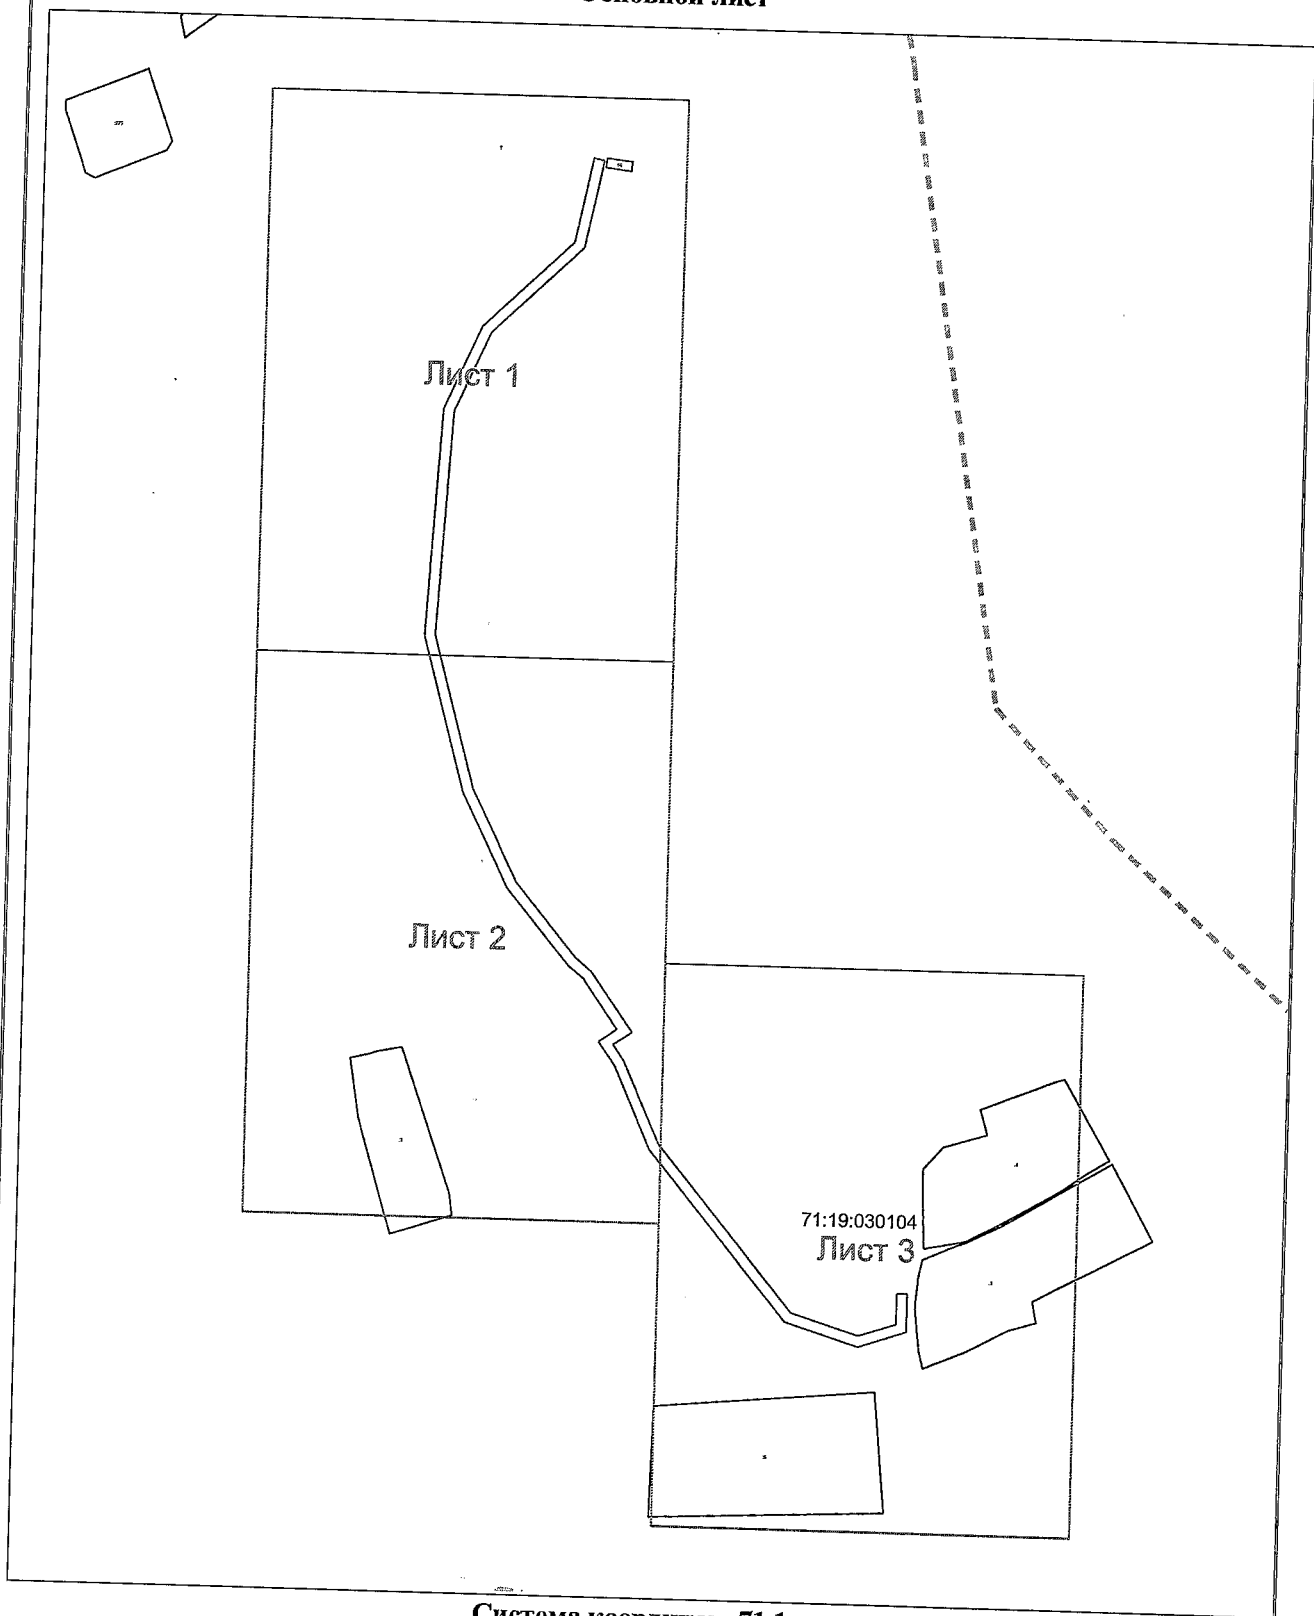 Основной лист
Лист 1
Лист 2
71:19:030104
Лист 3
Система координат 71.1